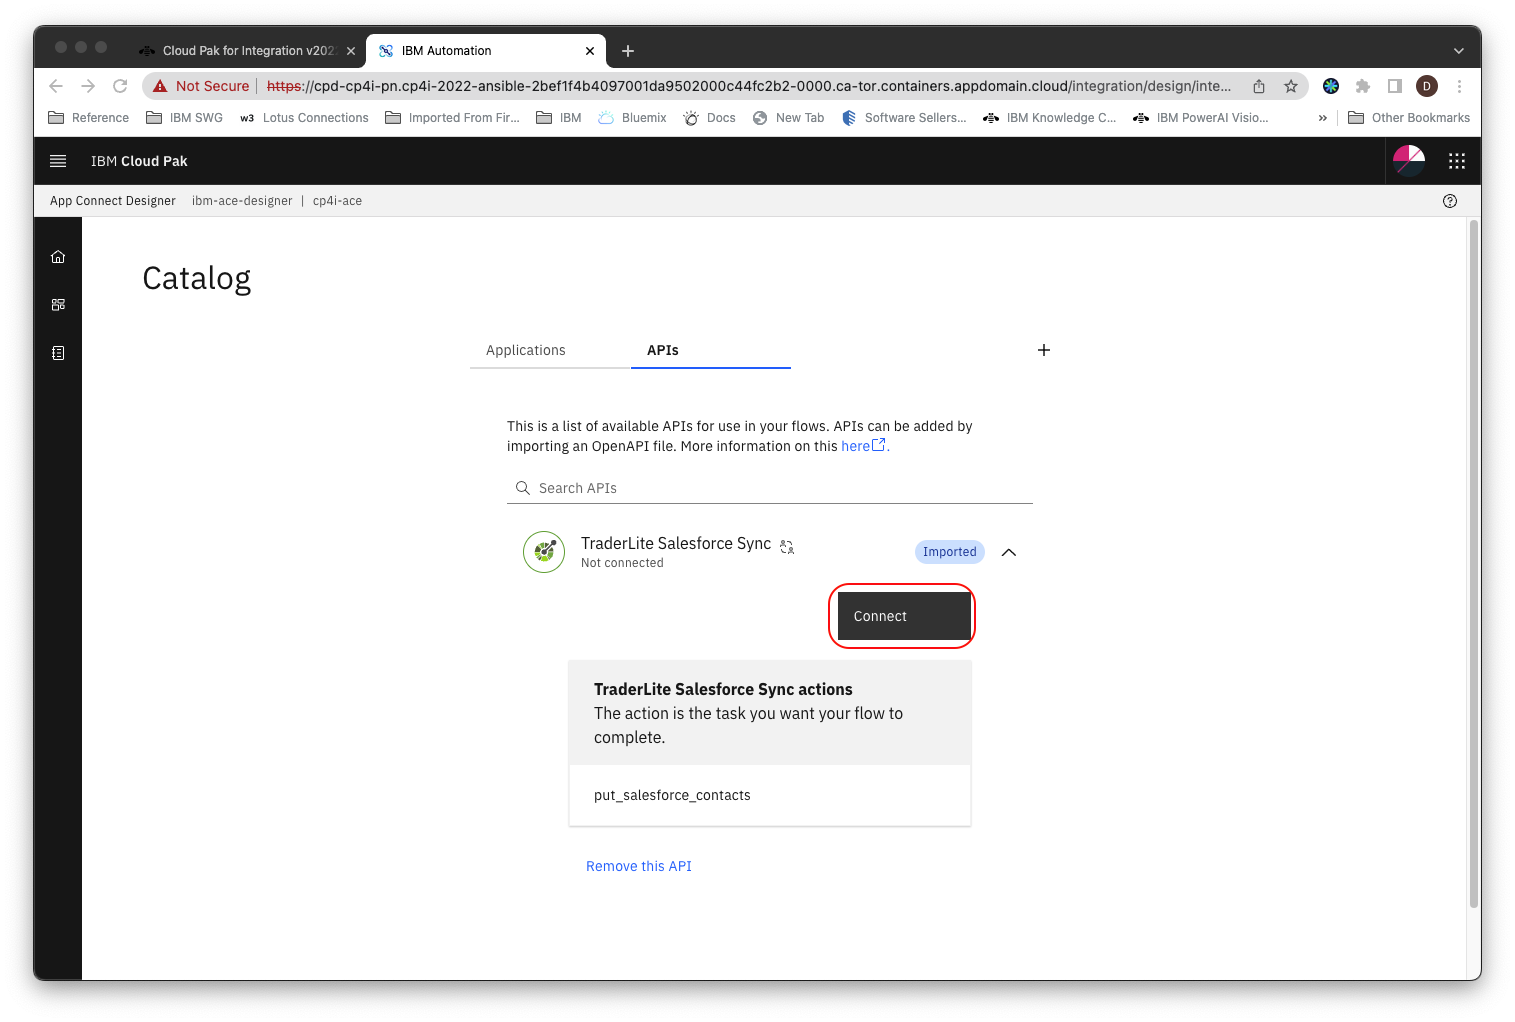 Cloud Pak for Integration v202
IBM Automation
Not Secure
https://cpd-cp4i-pn.cp4i-2022-ansible-2bef1f4b4097001da9502000c44fc2b2-0000.ca-tor.containers.appdomain.cloud/integration/design/inte...
D
Reference
IBM SWG
w3 Lotus Connections
Imported From Fir...
IBM
Bluemix
Docs
New Tab
Software Sellers...
IBM Knowledge C...
IBM PowerAI Visio...
»
Other Bookmarks
IBM Cloud Pak
App Connect Designer ibm-ace-designer | cp4i-ace
Catalog
Applications
APIs
This is a list of available APIs for use in your flows. APIs can be added by
importing an OpenAPI file. More information on this here.
Search APIs
TraderLite Salesforce Sync
Not connected
Imported
Connect
TraderLite Salesforce Sync actions
The action is the task you want your flow to
complete.
put_salesforce_contacts
Remove this API